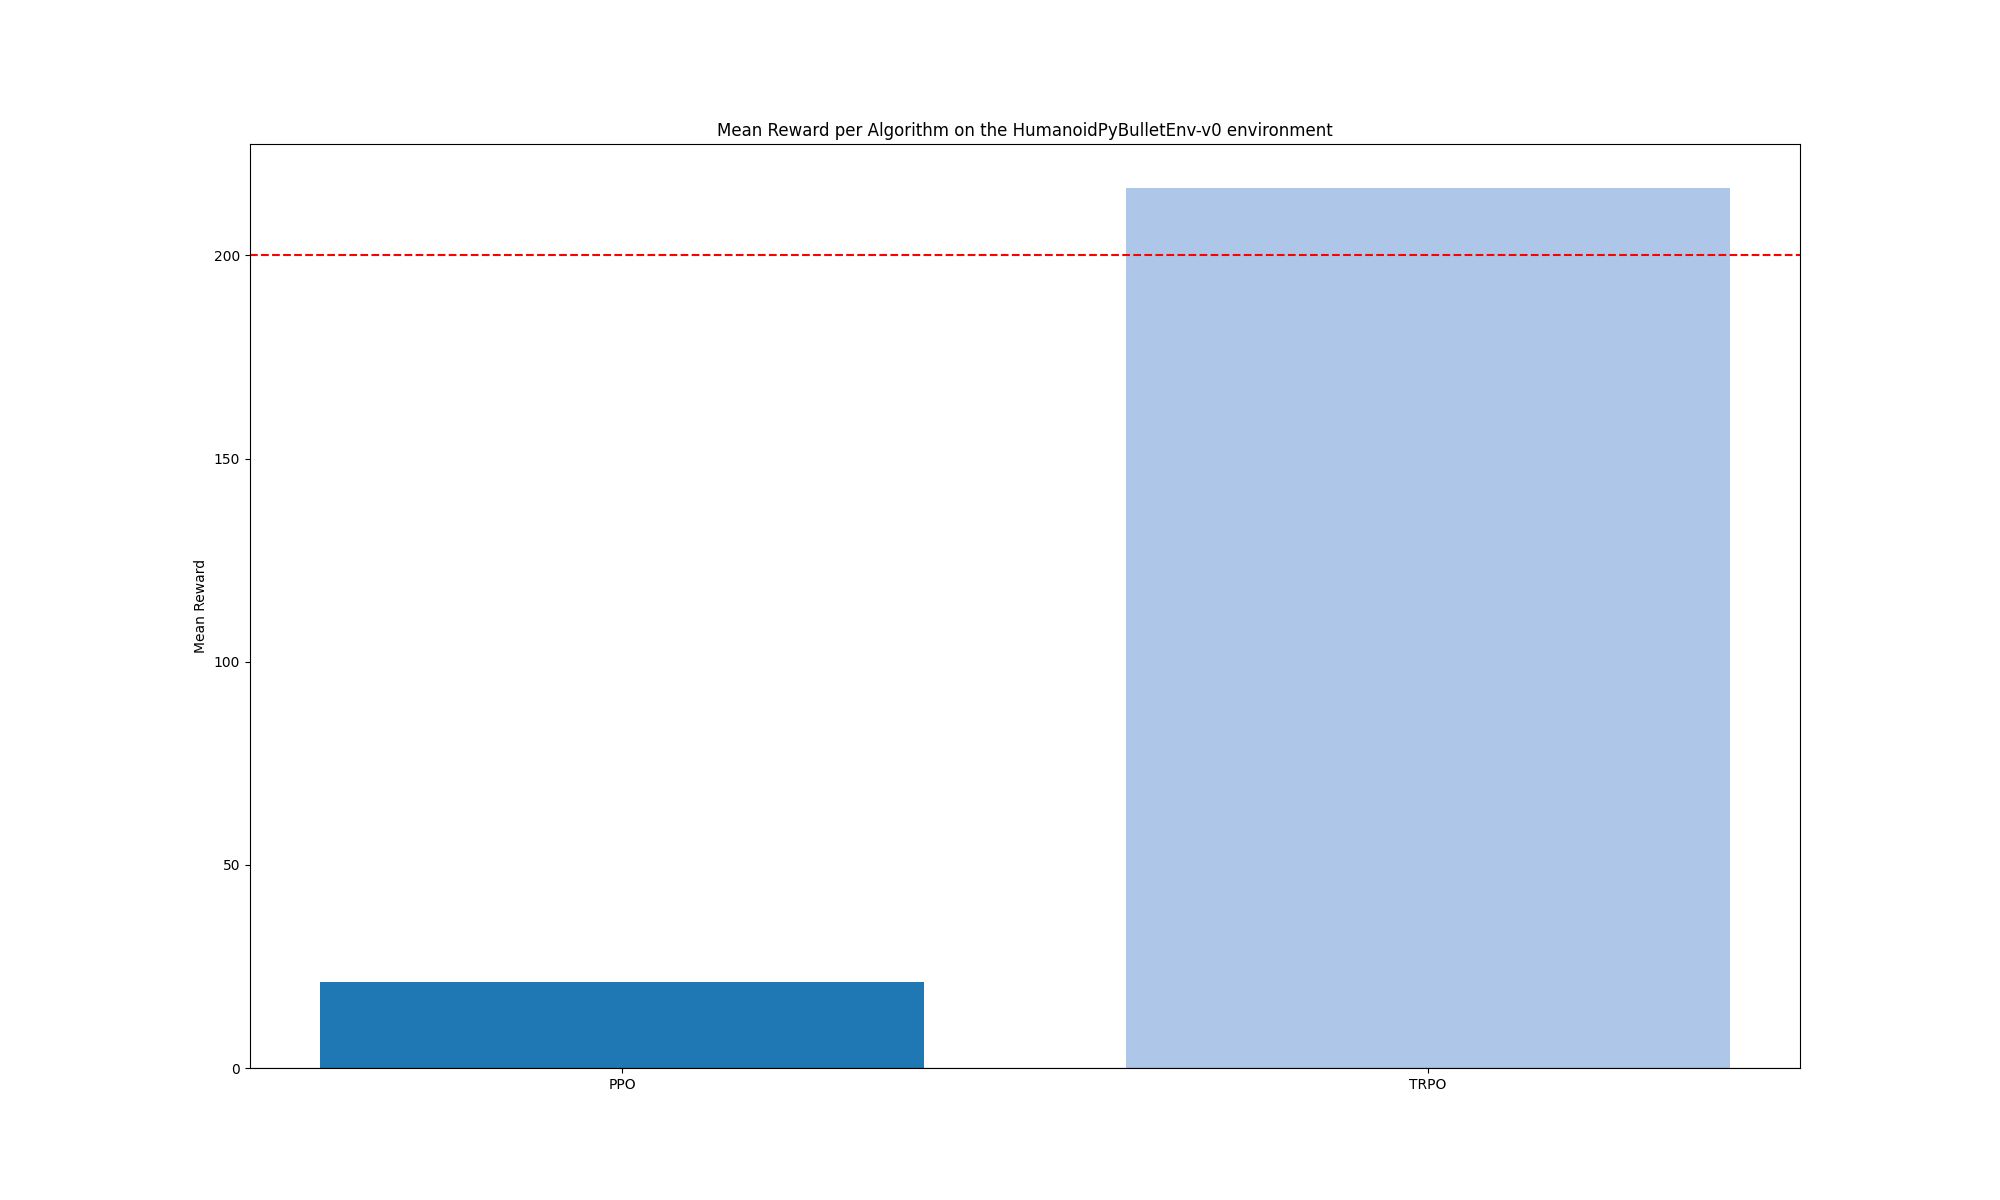 Mean Reward per Algorithm on the HumanoidPyBulletEnv-v0 environment
Mean Reward
200
150
100
50
0
PPO
TRPO